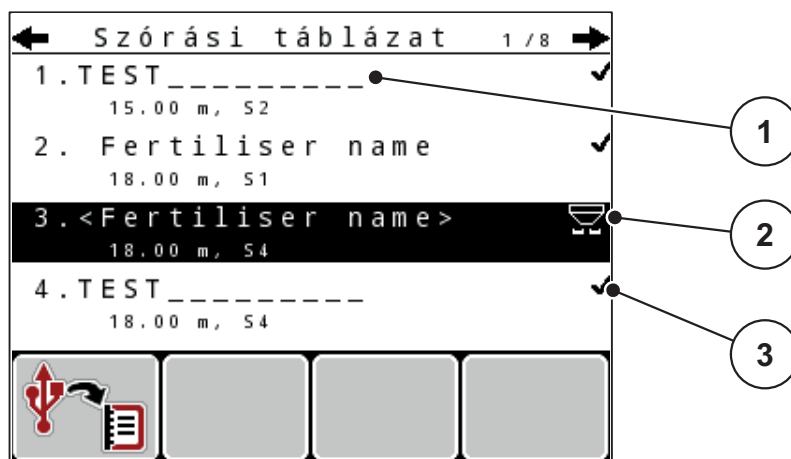 Szórási táblázat 1/8
1.TEST_________
15.00 m, S2
2. Fertiliser name
18.00 m, S1
3.<Fertiliser name>
18.00 m, S4
4.TEST_________
18.00 m, S4
1
2
3